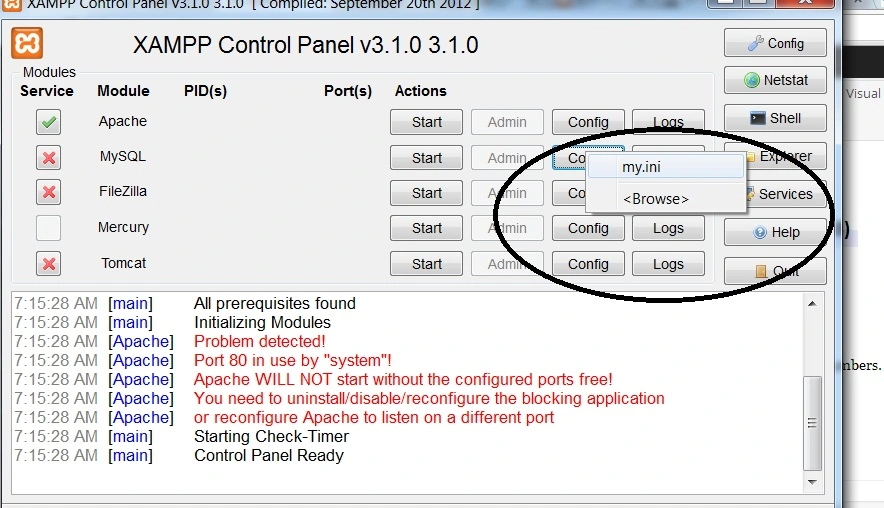 XAMPP Control Panel v3.1.0 3.1.0 [ Compiled: September 20th 2012 ]
XAMPP Control Panel v3.1.0 3.1.0
Config
Modules
Service Module PID(s) Port(s) Actions
Netstat
Visual
Apache Start Admin Config Logs
Shell
MySQL Start Admin
Explorer
my.ini
FileZilla Start Admin
Services
<Browse>
Mercury Start Admin Config Logs
Help
)
Tomcat Start Admin Config Logs
Quit
7:15:28 AM [main] All prerequisites found
7:15:28 AM [main] Initializing Modules
7:15:28 AM [Apache] Problem detected!
7:15:28 AM [Apache] Port 80 in use by "system"!
7:15:28 AM [Apache] Apache WILL NOT start without the configured ports free!
7:15:28 AM [Apache] You need to uninstall/disable/reconfigure the blocking application
7:15:28 AM [Apache] or reconfigure Apache to listen on a different port
7:15:28 AM [main] Starting Check-Timer
7:15:28 AM [main] Control Panel Ready